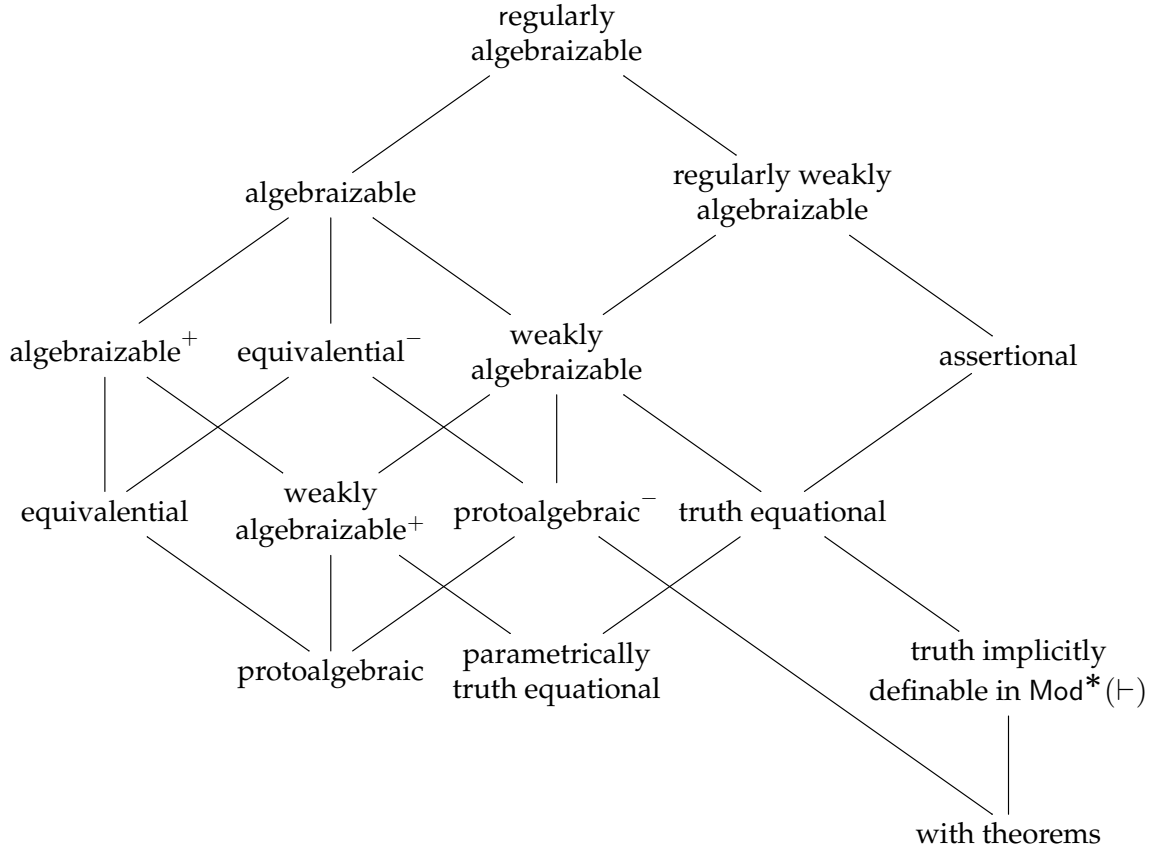 regularly
algebraizable
algebraizable
regularly weakly
algebraizable
algebraizable⁺
equivalential⁻
weakly
algebraizable
assertional
equivalential
weakly
algebraizable⁺
protoalgebraic⁻
truth equational
protoalgebraic
parametrically
truth equational
truth implicitly
definable in Mod*(⊢)
with theorems